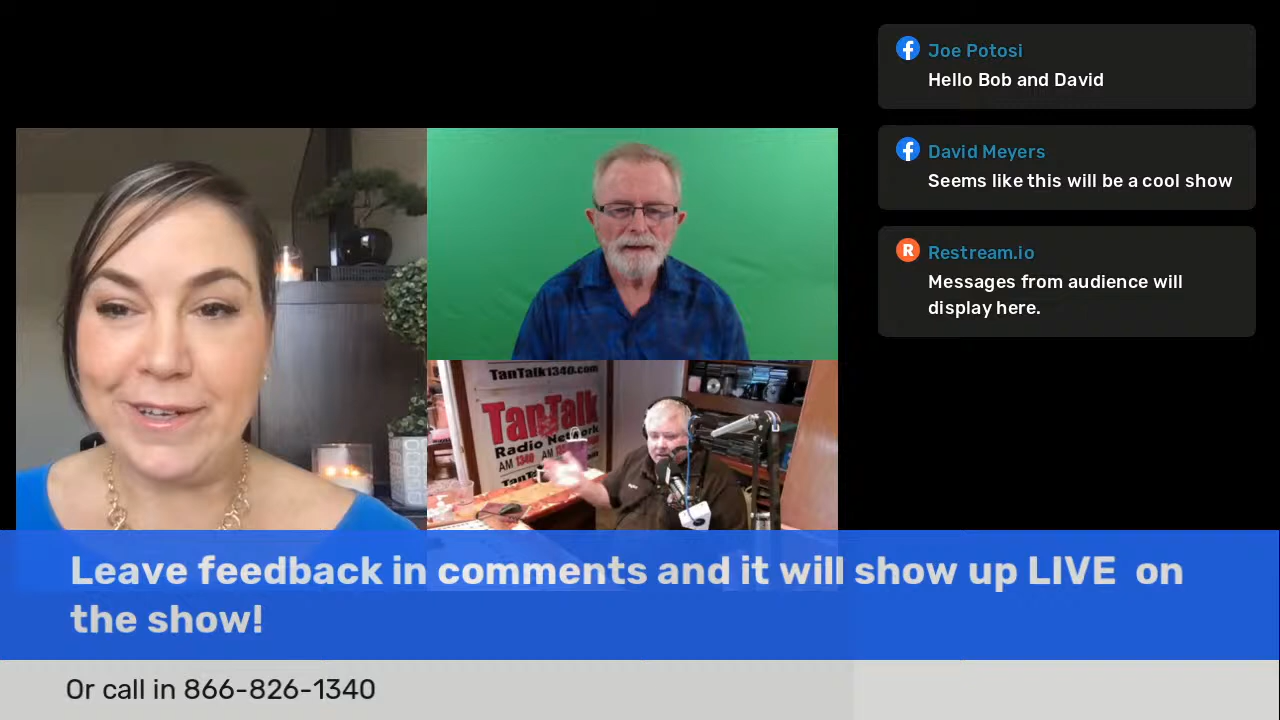 Joe Potosi
Hello Bob and David
David Meyers
Seems like this will be a cool show
R
Restream.io
Messages from audience will
display here.
TanTalk1340.com
TanTalk
Radio Network
AM 1340
Leave feedback in comments and it will show up LIVE on
the show!
Or call in 866-826-1340